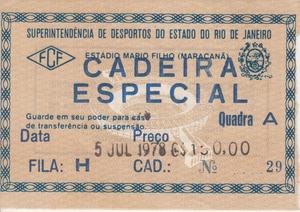 SUPERINTENDÊNCIA DE DESPORTOS DO ESTADO DO RIO DE JANEIRO
FCF
ESTÁDIO MARIO FILHO (MARACANÃ)
CADEIRA
ESPECIAL
Guarde em seu poder para caso
de transferência ou suspensão.
Quadra A
Data Preço
5 JUL 1978
FILA: H CAD.: Nº 29